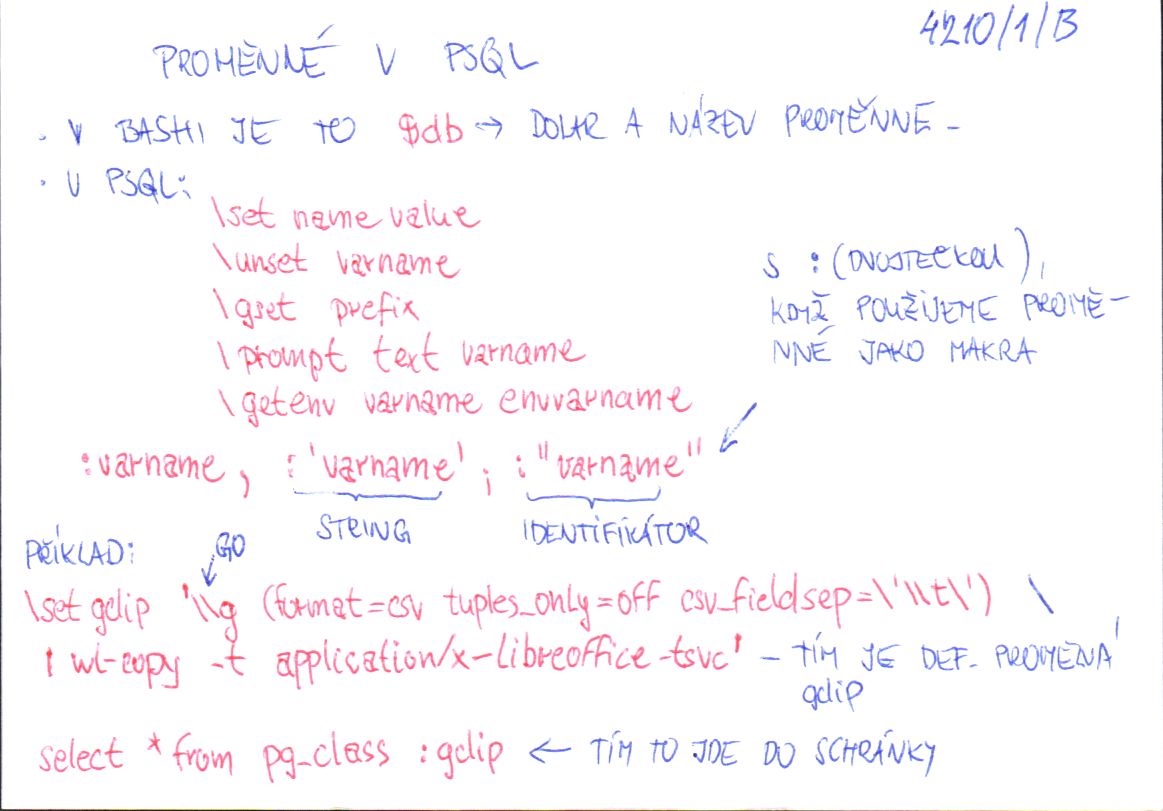 4210/1/B
PROMĚNNÉ V PSQL
· V BASHI JE TO $db → DOLAR A NÁZEV PROMĚNNÉ -
· V PSQL:
\set name value
\unset varname
\gset prefix
\prompt text varname
\getenv varname envvarname
S : (DVOJTEČKOU),
KDYŽ POUŽIJEME PROMĚ-
NNÉ JAKO MAKRA
:varname, :'varname', :"varname"
STRING IDENTIFIKÁTOR
PŘÍKLAD: GO
\set gclip '\\g (format=csv tuples_only=off csv_fieldsep=\'\\t\') \
| wl-copy -t application/x-libreoffice-tsvc' - TÍM JE DEF. PROMĚNÁ
gclip
select * from pg_class :gclip ← TÍM TO JDE DO SCHRÁNKY